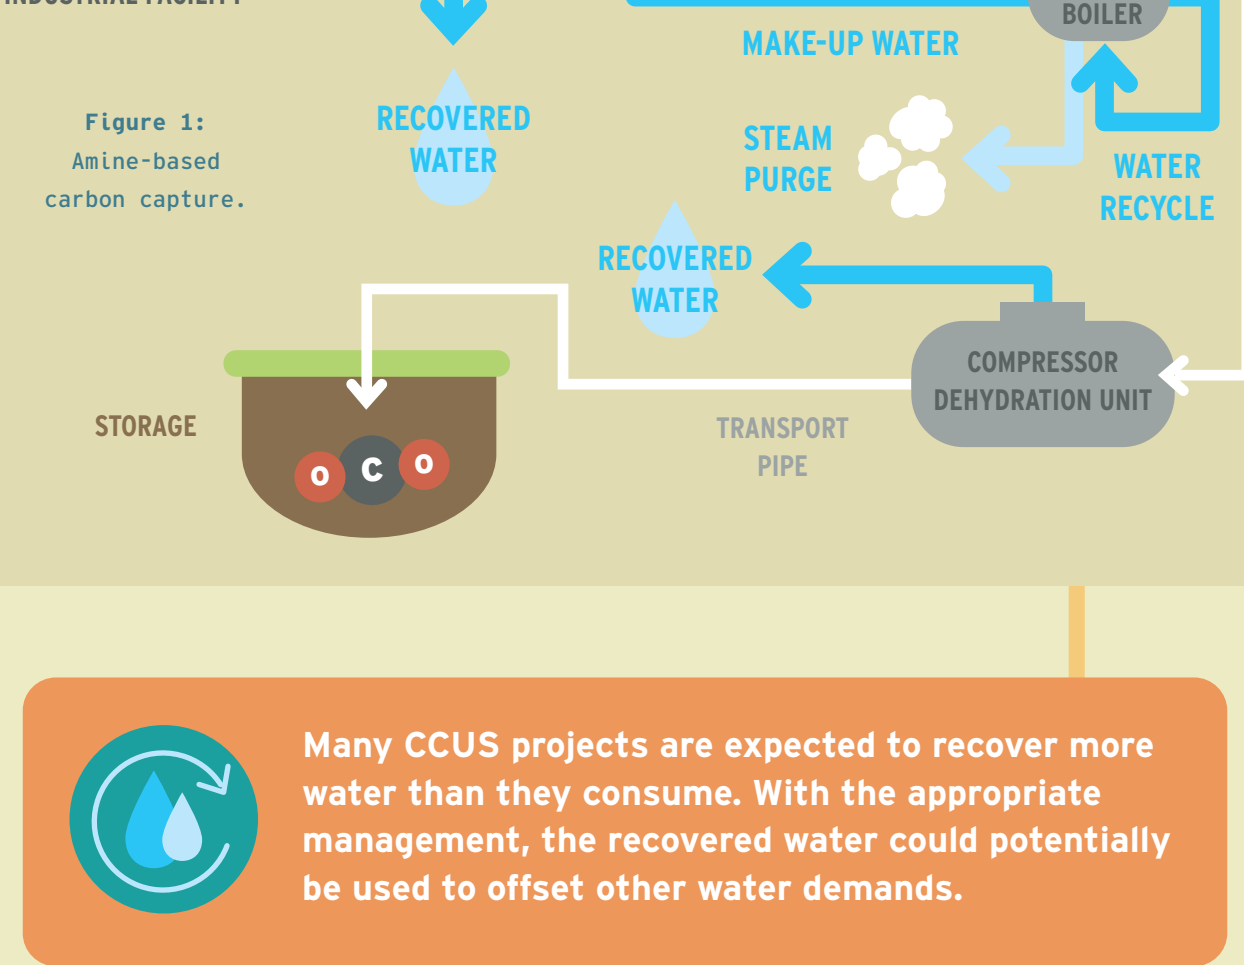 INDUSTRIAL FACILITY
BOILER
MAKE-UP WATER
Figure 1:
Amine-based
carbon capture.
RECOVERED
WATER
STEAM
PURGE
WATER
RECYCLE
RECOVERED
WATER
COMPRESSOR
DEHYDRATION UNIT
STORAGE
TRANSPORT
PIPE
O C O
Many CCUS projects are expected to recover more
water than they consume. With the appropriate
management, the recovered water could potentially
be used to offset other water demands.